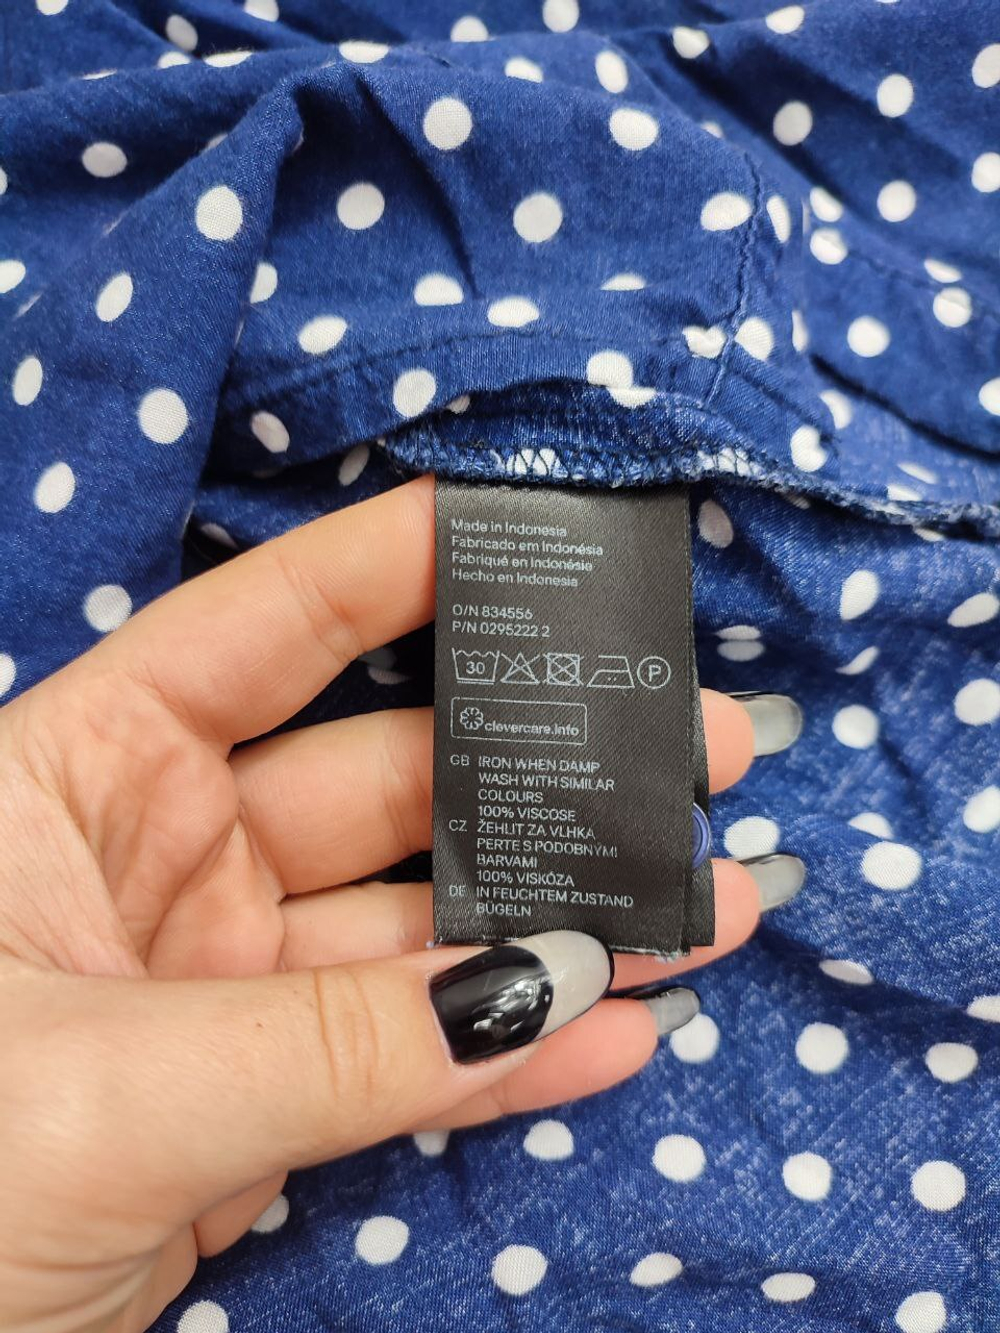 Made in Indonesia
Fabricado em Indonésia
Fabriqué en Indonésie
Hecho en Indonesia
O/N 834556
P/N 0295222 2
30 P
clevercare.info
GB IRON WHEN DAMP
WASH WITH SIMILAR
COLOURS
100% VISCOSE
CZ ŽEHLIT ZA VLHKA
PERTE S PODOBNÝMI
BARVAMI
100% VISKÓZA
DE IN FEUCHTEM ZUSTAND
BÜGELN